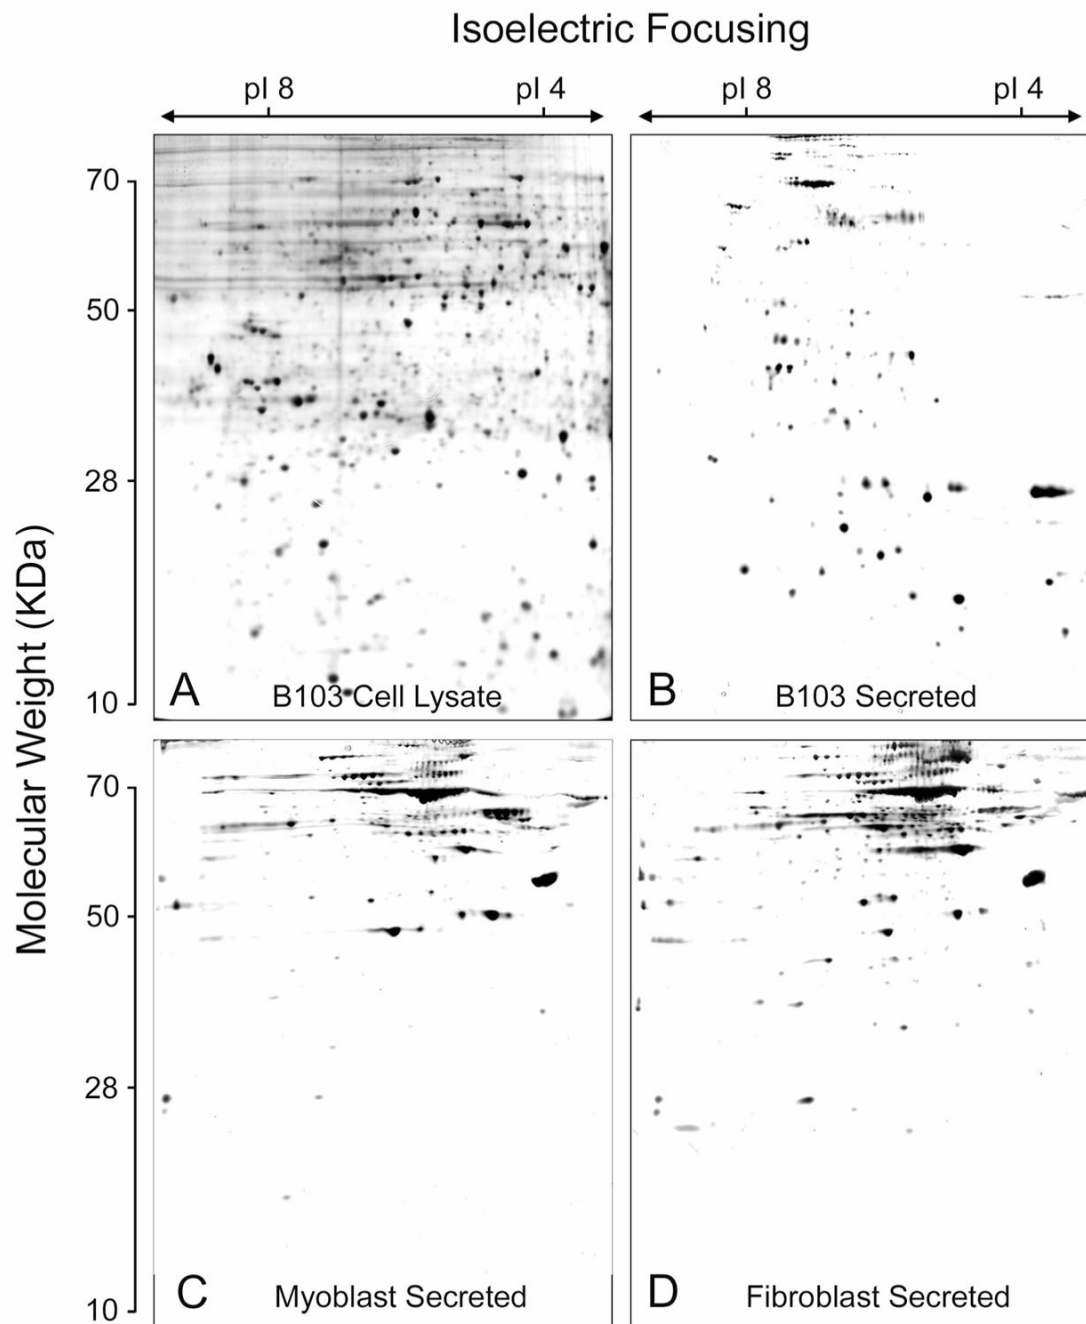 Isoelectric Focusing
pI 8 pI 4 pI 8 pI 4
Molecular Weight (KDa)
70
50
28
10
A B103 Cell Lysate
B B103 Secreted
70
50
28
10
C Myoblast Secreted
D Fibroblast Secreted